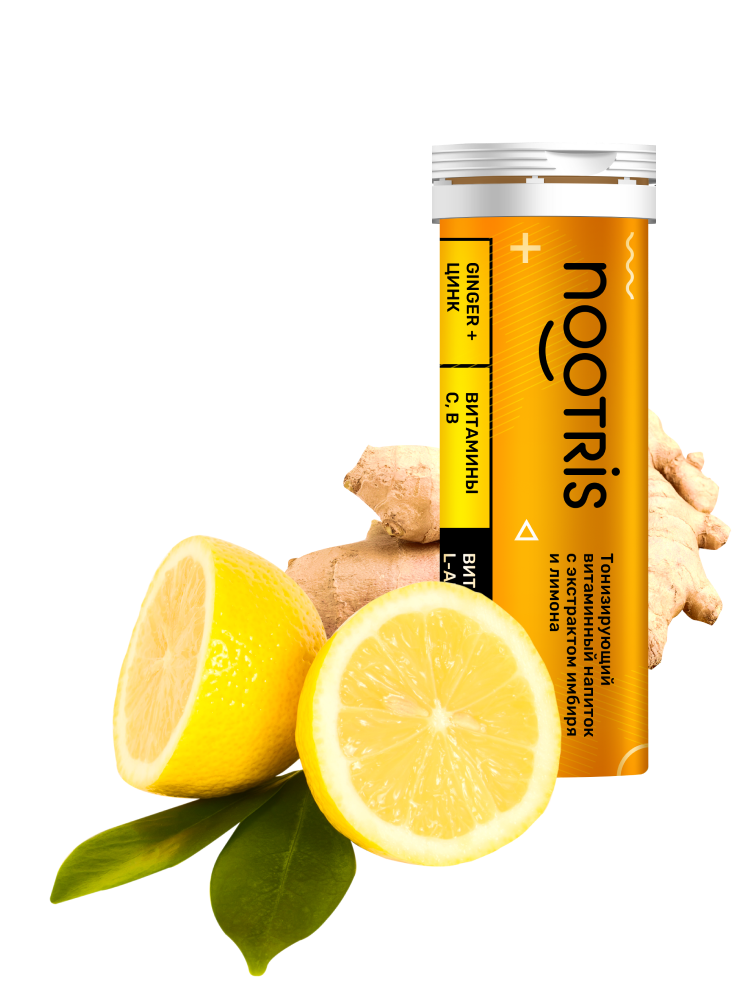 nooTRis
Тонизирующий
витаминный напиток
с экстрактом имбиря
и лимона
GINGER +
ЦИНК
ВИТАМИНЫ
C, B